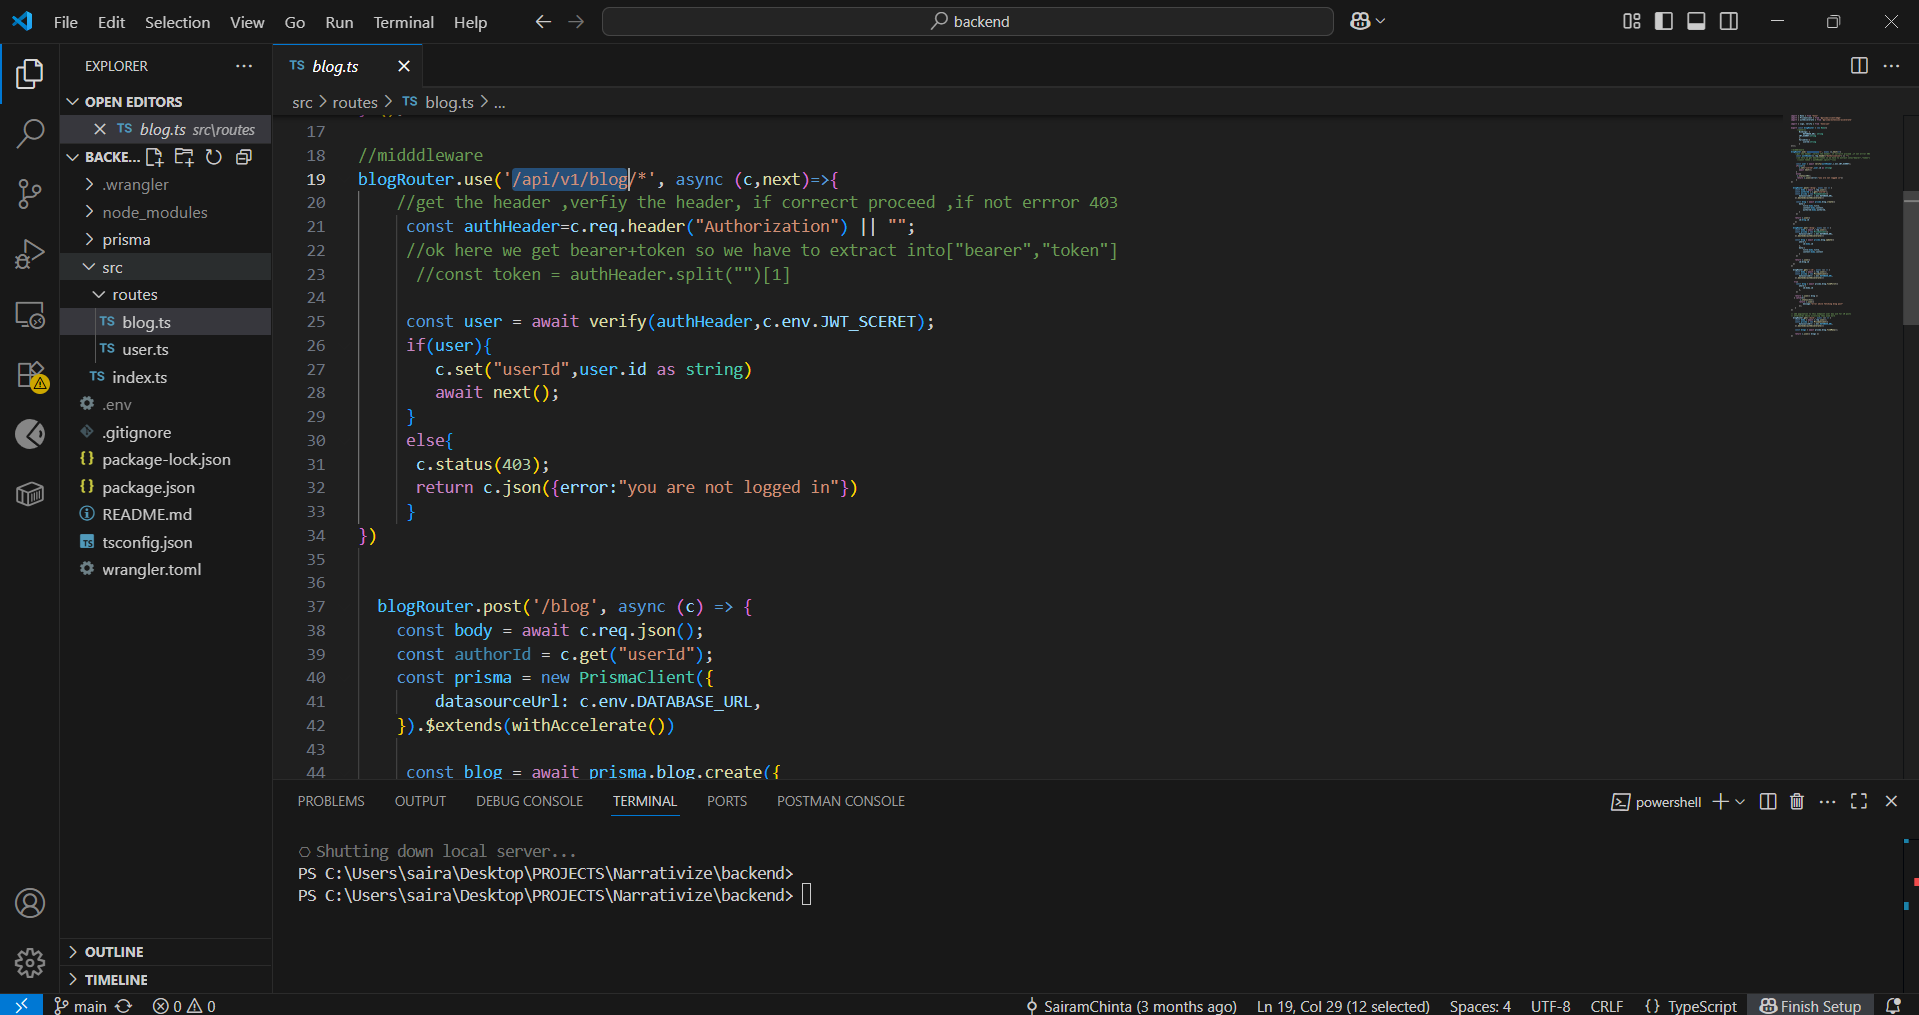 File Edit Selection View Go Run Terminal Help
backend
EXPLORER
OPEN EDITORS
TS blog.ts src\routes
BACKE...
.wrangler
node_modules
prisma
src
routes
TS blog.ts
TS user.ts
TS index.ts
.env
.gitignore
{} package-lock.json
{} package.json
README.md
TS tsconfig.json
wrangler.toml
OUTLINE
TIMELINE
TS blog.ts
src > routes > TS blog.ts > ...
17
18 //midddleware
19 blogRouter.use('/api/v1/blog/*', async (c,next)=>{
20 //get the header ,verfiy the header, if correcrt proceed ,if not errror 403
21 const authHeader=c.req.header("Authorization") || "";
22 //ok here we get bearer+token so we have to extract into["bearer","token"]
23 //const token = authHeader.split("")[1]
24
25 const user = await verify(authHeader,c.env.JWT_SCERET);
26 if(user){
27 c.set("userId",user.id as string)
28 await next();
29 }
30 else{
31 c.status(403);
32 return c.json({error:"you are not logged in"})
33 }
34 })
35
36
37 blogRouter.post('/blog', async (c) => {
38 const body = await c.req.json();
39 const authorId = c.get("userId");
40 const prisma = new PrismaClient({
41 datasourceUrl: c.env.DATABASE_URL,
42 }).$extends(withAccelerate())
43
44 const blog = await prisma.blog.create({
PROBLEMS OUTPUT DEBUG CONSOLE TERMINAL PORTS POSTMAN CONSOLE
powershell
Shutting down local server...
PS C:\Users\saira\Desktop\PROJECTS\Narrativize\backend>
PS C:\Users\saira\Desktop\PROJECTS\Narrativize\backend>
main 0 0 SairamChinta (3 months ago) Ln 19, Col 29 (12 selected) Spaces: 4 UTF-8 CRLF {} TypeScript Finish Setup